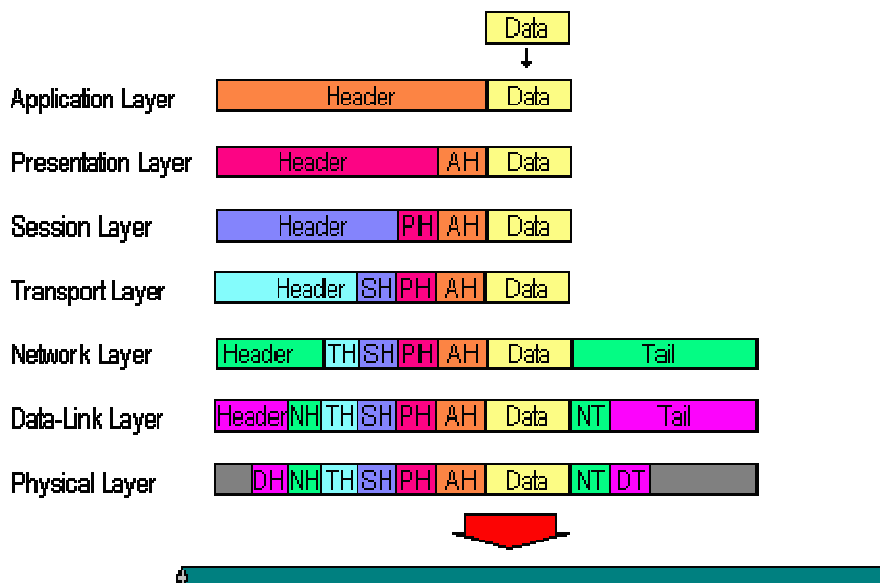 Data
Application Layer Header Data
Presentation Layer Header AH Data
Session Layer Header PH AH Data
Transport Layer Header SH PH AH Data
Network Layer Header TH SH PH AH Data Tail
Data-Link Layer Header NH TH SH PH AH Data NT Tail
Physical Layer DH NH TH SH PH AH Data NT DT